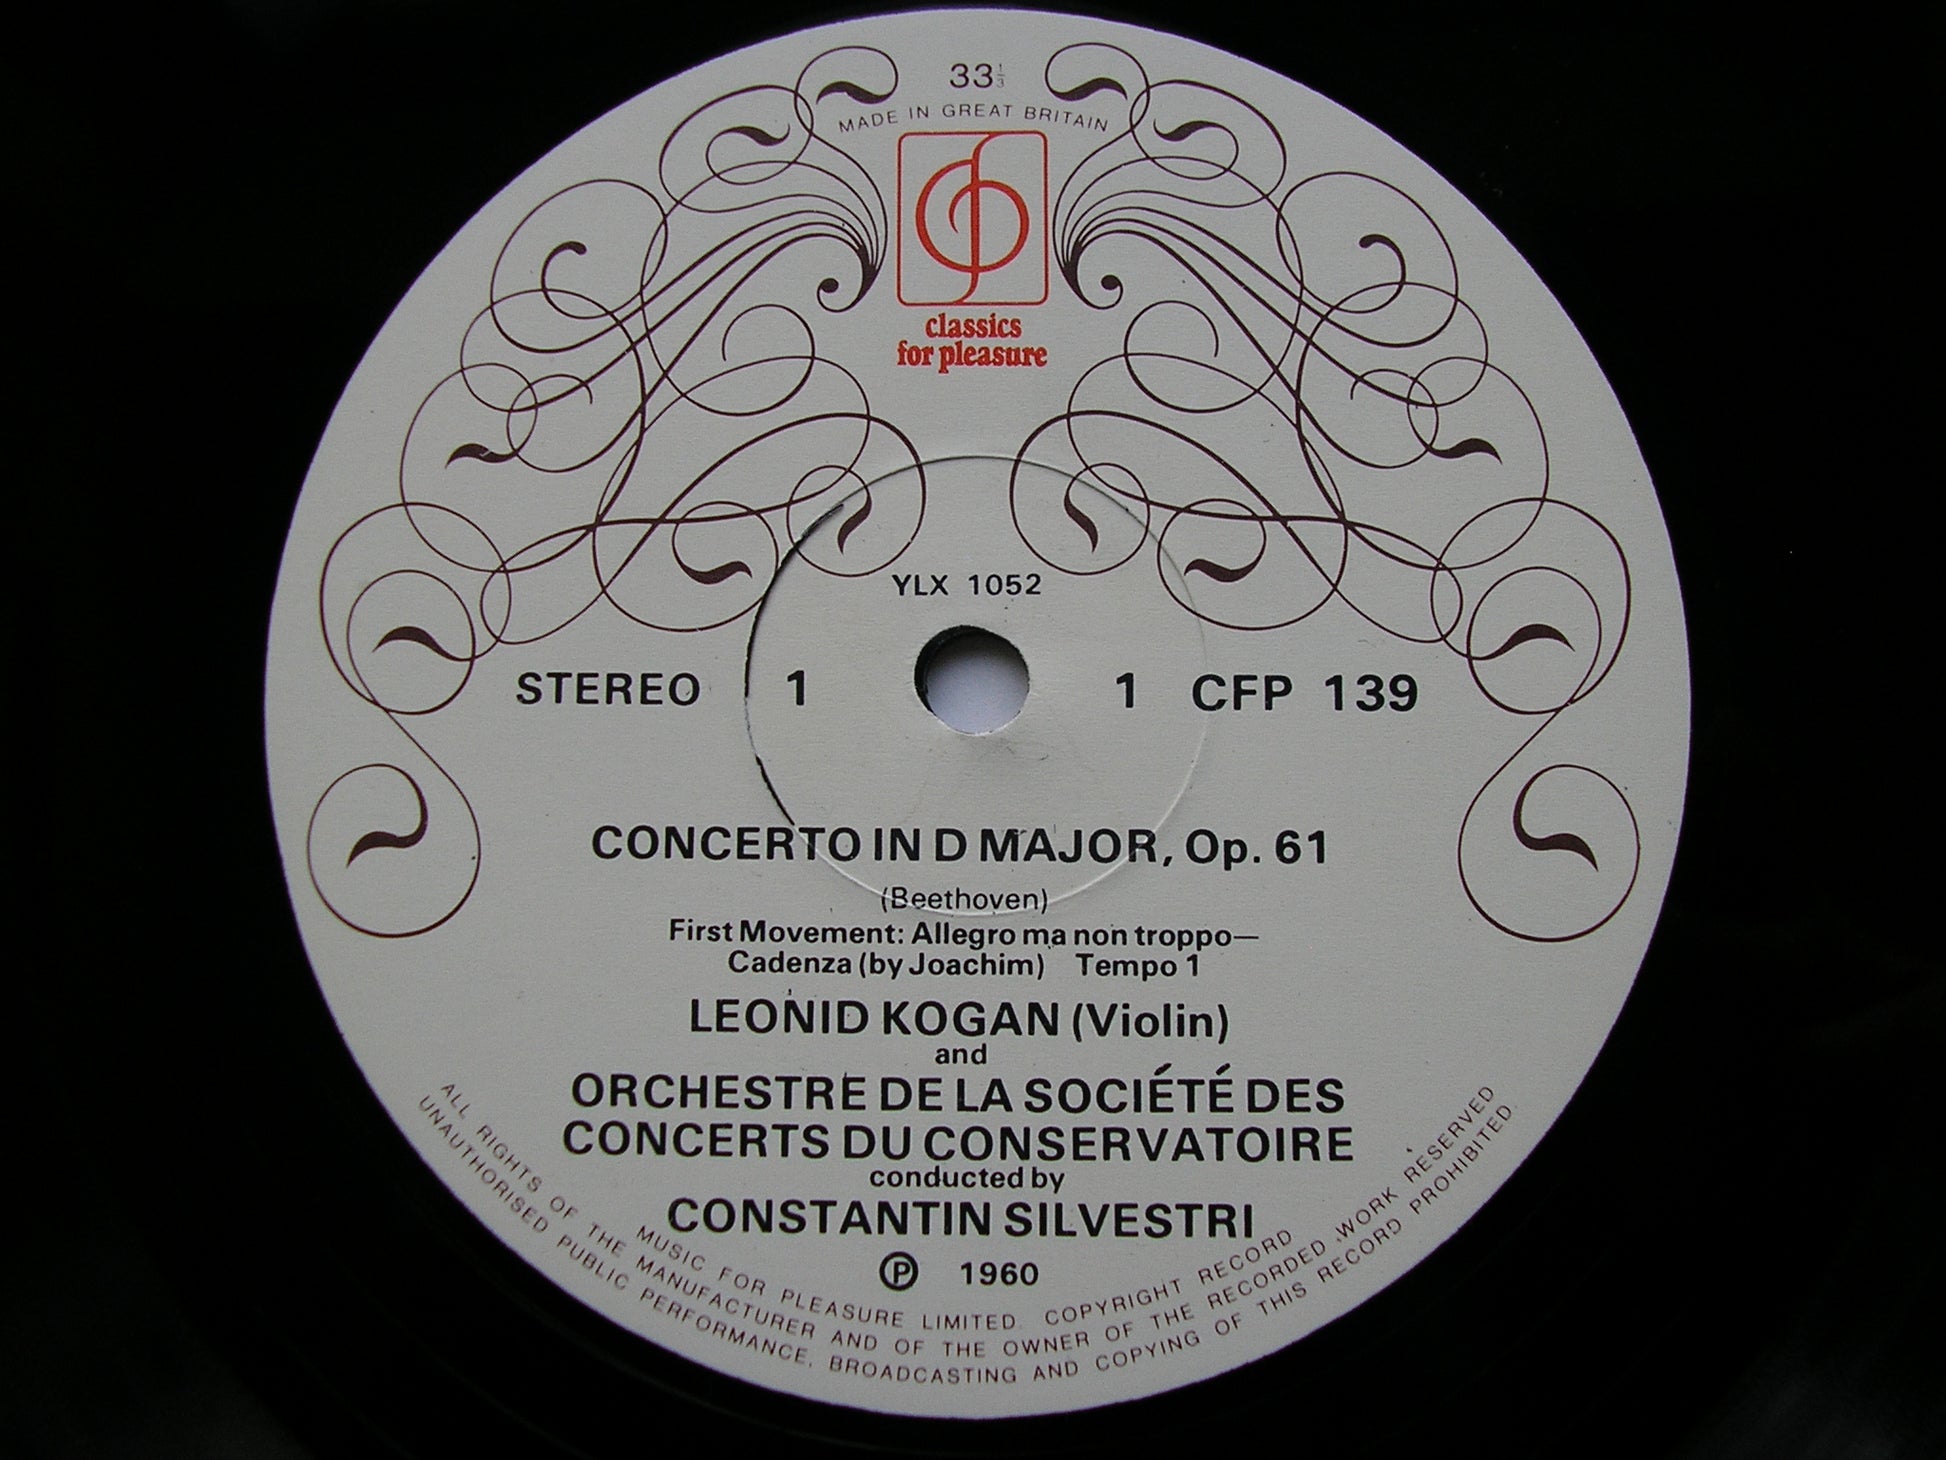 33⅓
MADE IN GREAT BRITAIN
classics
for pleasure
YLX 1052
STEREO 1 1 CFP 139
CONCERTO IN D MAJOR, Op. 61
(Beethoven)
First Movement: Allegro ma non troppo—
Cadenza (by Joachim) Tempo 1
LEONID KOGAN (Violin)
and
ORCHESTRE DE LA SOCIÉTÉ DES
CONCERTS DU CONSERVATOIRE
conducted by
CONSTANTIN SILVESTRI
Ⓟ 1960
MUSIC FOR PLEASURE LIMITED. COPYRIGHT RECORD
ALL RIGHTS OF THE MANUFACTURER AND OF THE OWNER OF THE RECORDED WORK RESERVED
UNAUTHORISED PUBLIC PERFORMANCE, BROADCASTING AND COPYING OF THIS RECORD PROHIBITED.